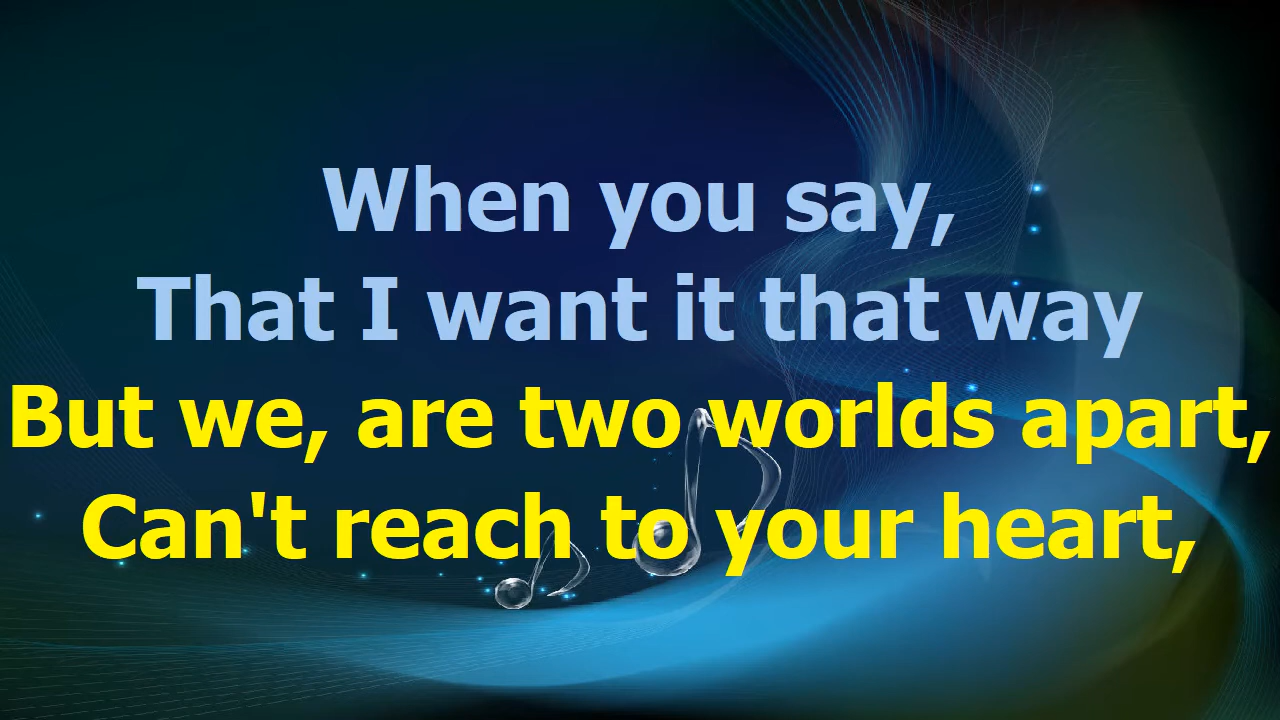 When you say,
That I want it that way
But we, are two worlds apart,
Can't reach to your heart,